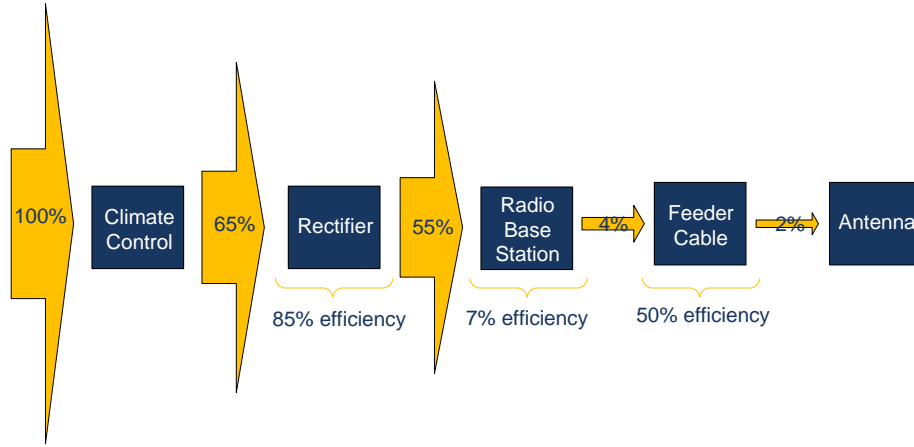 100%
Climate
Control
65%
Rectifier
85% efficiency
55%
Radio
Base
Station
7% efficiency
4%
Feeder
Cable
50% efficiency
2%
Antenna